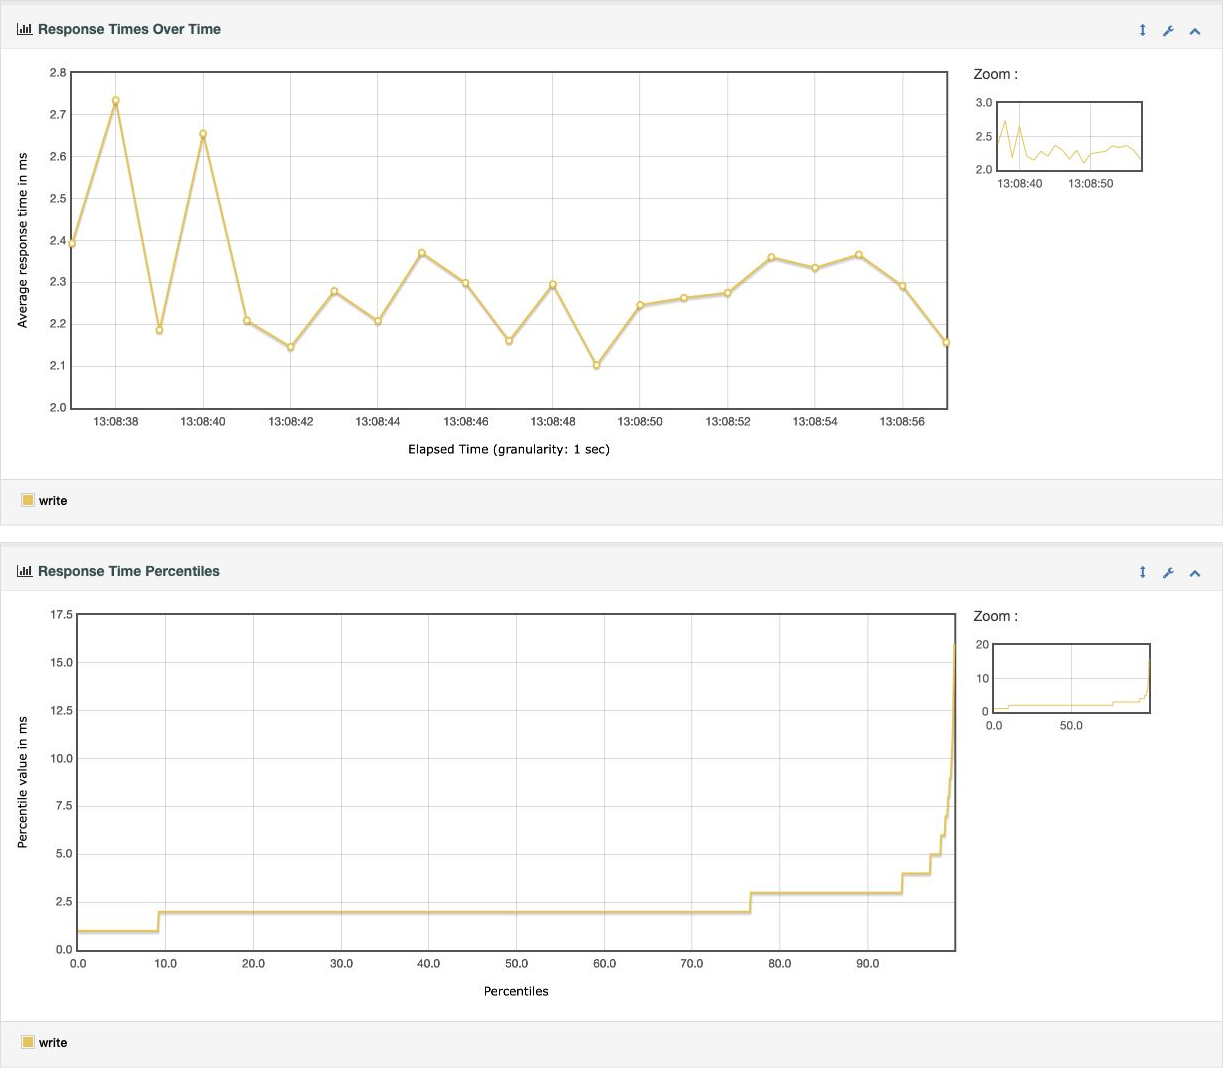 Response Times Over Time
Zoom :
2.8
2.7
2.6
2.5
2.4
2.3
2.2
2.1
2.0
Average response time in ms
13:08:38 13:08:40 13:08:42 13:08:44 13:08:46 13:08:48 13:08:50 13:08:52 13:08:54 13:08:56
Elapsed Time (granularity: 1 sec)
3.0
2.5
2.0
13:08:40 13:08:50
write
Response Time Percentiles
Zoom :
17.5
15.0
12.5
10.0
7.5
5.0
2.5
0.0
Percentile value in ms
0.0 10.0 20.0 30.0 40.0 50.0 60.0 70.0 80.0 90.0
Percentiles
20
10
0
0.0 50.0
write